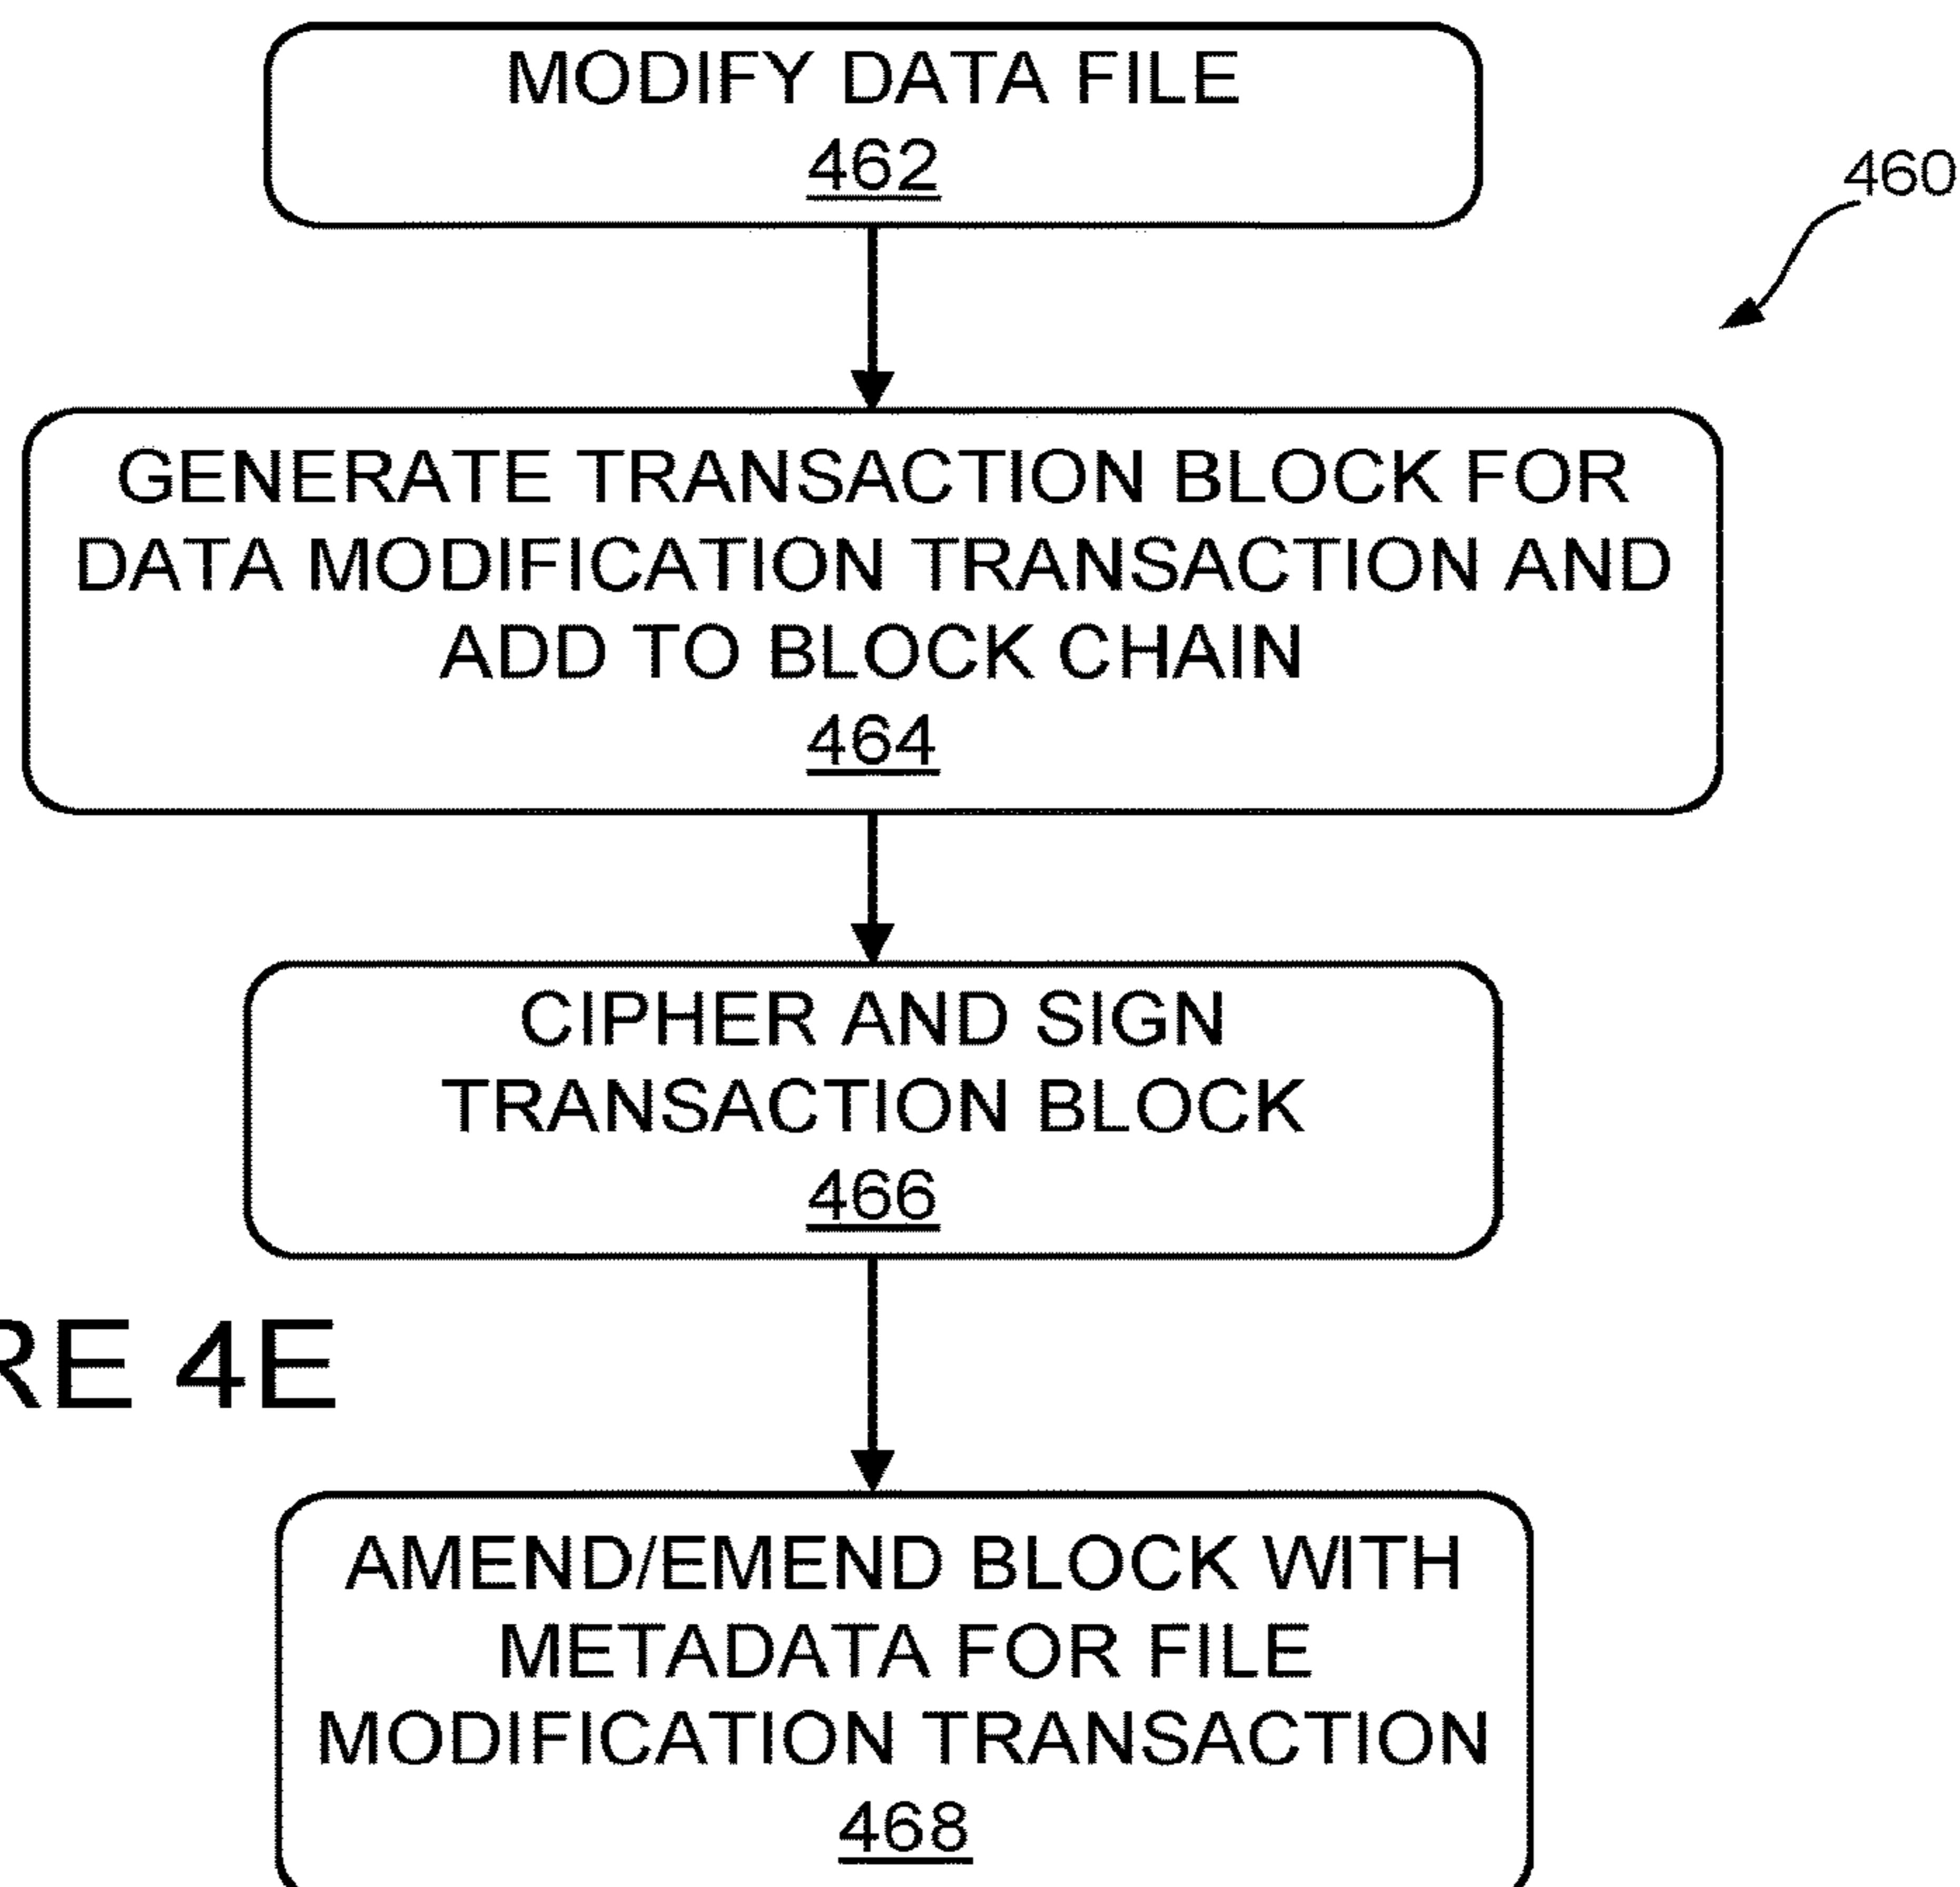 MODIFY DATA FILE
462
460
GENERATE TRANSACTION BLOCK FOR
DATA MODIFICATION TRANSACTION AND
ADD TO BLOCK CHAIN
464
CIPHER AND SIGN
TRANSACTION BLOCK
466
RE 4E
AMEND/EMEND BLOCK WITH
METADATA FOR FILE
MODIFICATION TRANSACTION
468